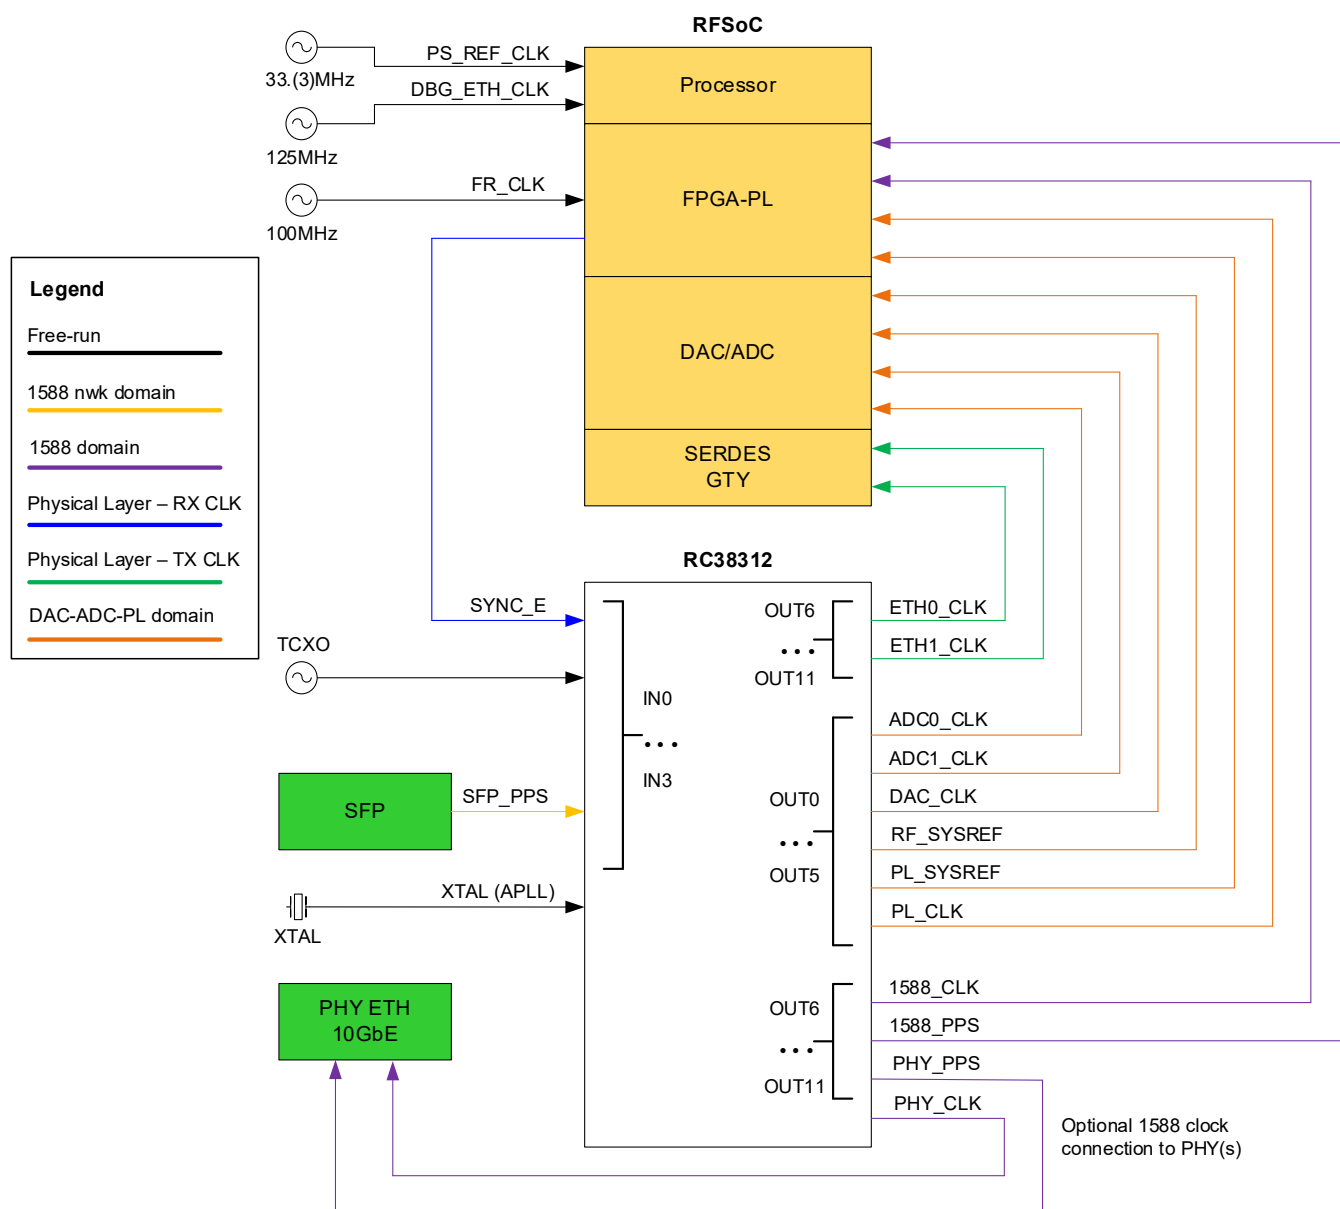 RFSoC
PS_REF_CLK
33.(3)MHz
Processor
DBG_ETH_CLK
125MHz
FR_CLK
FPGA-PL
100MHz
Legend
Free-run
1588 nwk domain
1588 domain
Physical Layer – RX CLK
Physical Layer – TX CLK
DAC-ADC-PL domain
DAC/ADC
SERDES
GTY
RC38312
SYNC_E
OUT6
...
OUT11
ETH0_CLK
ETH1_CLK
TCXO
IN0
...
IN3
ADC0_CLK
ADC1_CLK
DAC_CLK
RF_SYSREF
PL_SYSREF
PL_CLK
OUT0
...
OUT5
SFP
SFP_PPS
XTAL (APLL)
XTAL
PHY ETH
10GbE
OUT6
...
OUT11
1588_CLK
1588_PPS
PHY_PPS
PHY_CLK
Optional 1588 clock
connection to PHY(s)